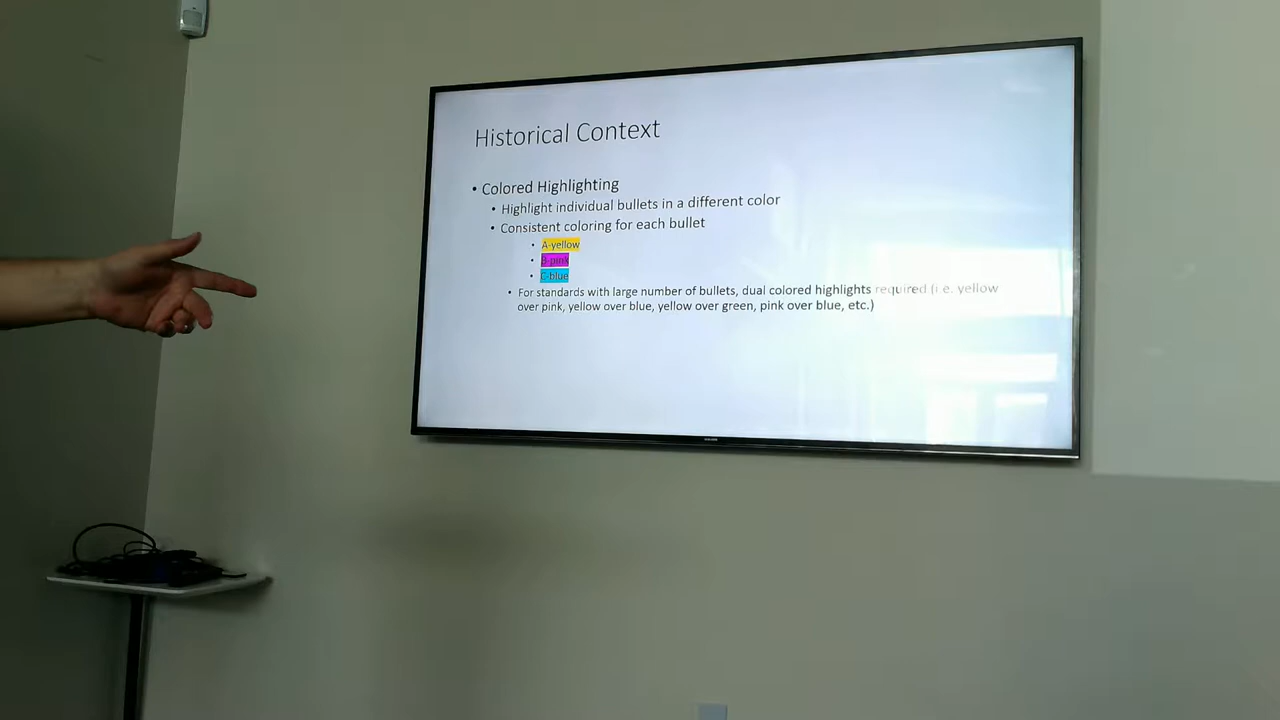 Historical Context
• Colored Highlighting
• Highlight individual bullets in a different color
• Consistent coloring for each bullet
• A-yellow
• B-pink
• C-blue
• For standards with large number of bullets, dual colored highlights required (i.e. yellow
over pink, yellow over blue, yellow over green, pink over blue, etc.)